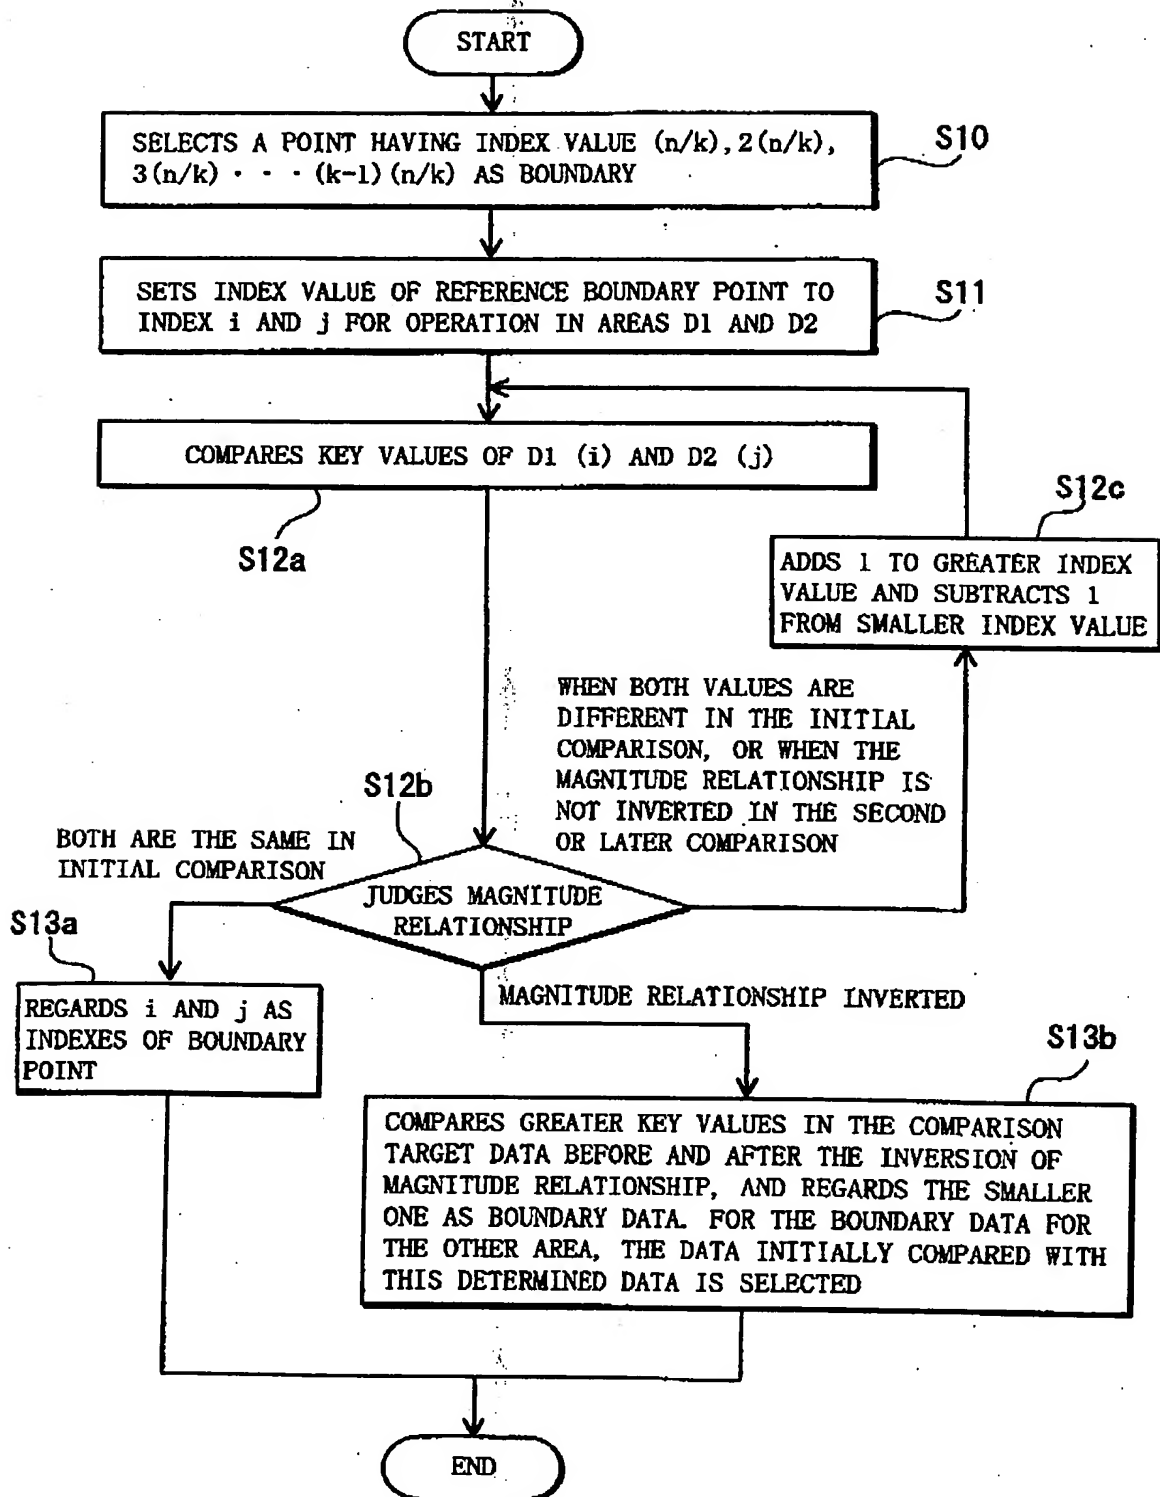 START
SELECTS A POINT HAVING INDEX VALUE (n/k), 2(n/k),
3(n/k) · · · (k-1)(n/k) AS BOUNDARY
S10
SETS INDEX VALUE OF REFERENCE BOUNDARY POINT TO
INDEX i AND j FOR OPERATION IN AREAS D1 AND D2
S11
COMPARES KEY VALUES OF D1 (i) AND D2 (j)
S12a
S12c
ADDS 1 TO GREATER INDEX
VALUE AND SUBTRACTS 1
FROM SMALLER INDEX VALUE
WHEN BOTH VALUES ARE
DIFFERENT IN THE INITIAL
COMPARISON, OR WHEN THE
MAGNITUDE RELATIONSHIP IS
NOT INVERTED IN THE SECOND
OR LATER COMPARISON
S12b
BOTH ARE THE SAME IN
INITIAL COMPARISON
JUDGES MAGNITUDE
RELATIONSHIP
S13a
REGARDS i AND j AS
INDEXES OF BOUNDARY
POINT
MAGNITUDE RELATIONSHIP INVERTED
S13b
COMPARES GREATER KEY VALUES IN THE COMPARISON
TARGET DATA BEFORE AND AFTER THE INVERSION OF
MAGNITUDE RELATIONSHIP, AND REGARDS THE SMALLER
ONE AS BOUNDARY DATA. FOR THE BOUNDARY DATA FOR
THE OTHER AREA, THE DATA INITIALLY COMPARED WITH
THIS DETERMINED DATA IS SELECTED
END